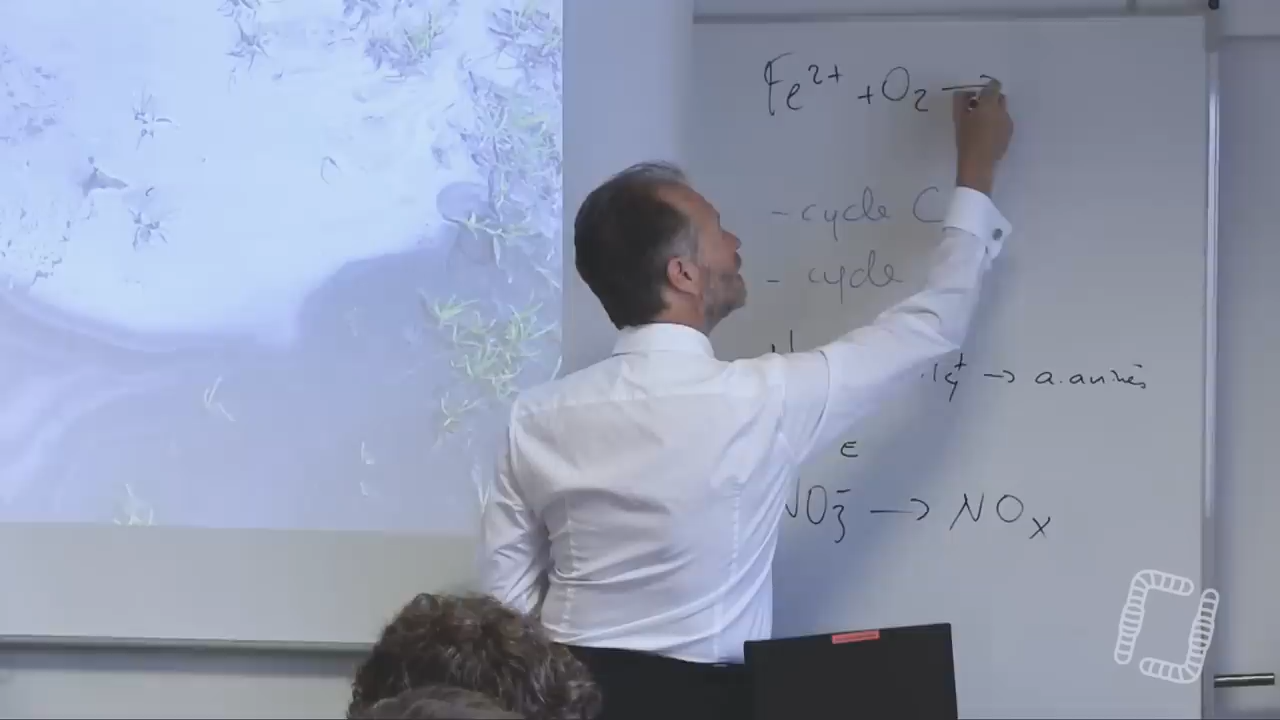 Fe²⁺ + O₂ →
- cycle C
- cycle
→ a. aminés
ε
NO₃⁻ → NOₓ